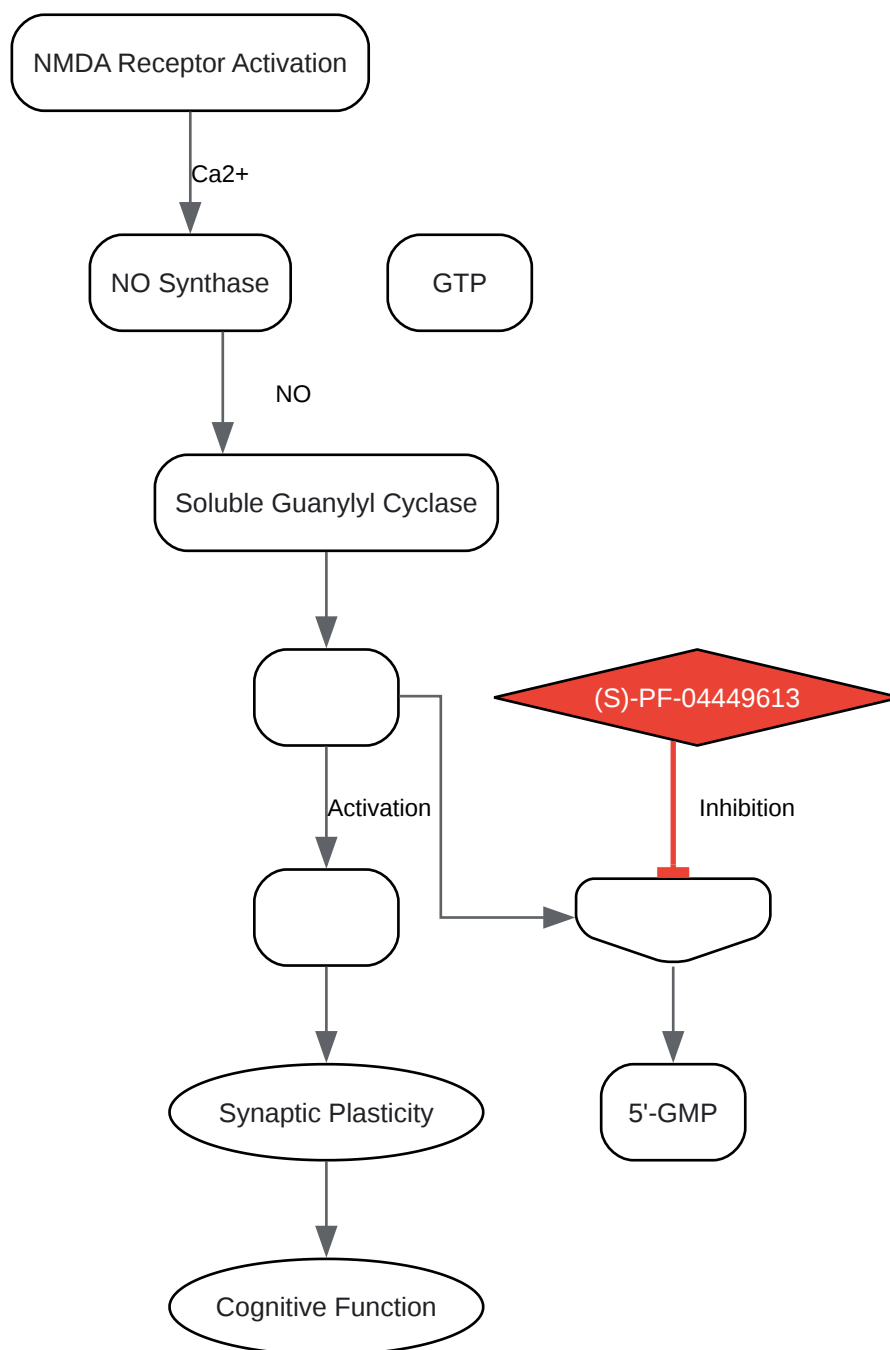 NMDA Receptor Activation
Ca2+
NO Synthase
GTP
NO
Soluble Guanylyl Cyclase
(S)-PF-04449613
Activation
Inhibition
Synaptic Plasticity
5'-GMP
Cognitive Function